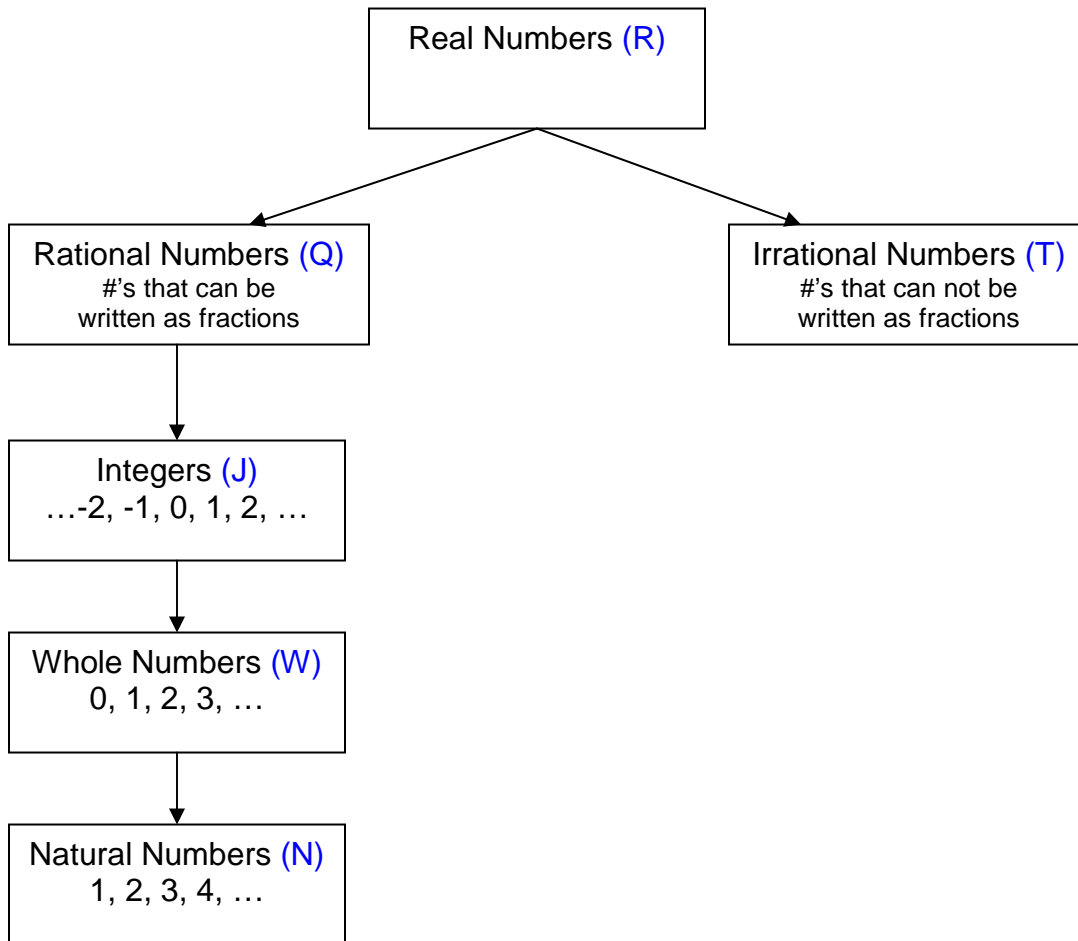 Real Numbers (R)
Rational Numbers (Q)
#’s that can be
written as fractions
Irrational Numbers (T)
#’s that can not be
written as fractions
Integers (J)
…-2, -1, 0, 1, 2, …
Whole Numbers (W)
0, 1, 2, 3, …
Natural Numbers (N)
1, 2, 3, 4, …